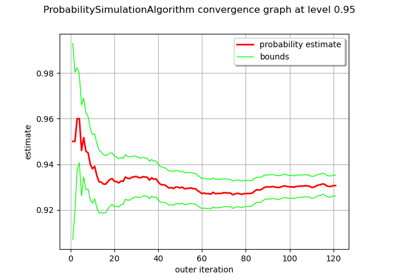 ProbabilitySimulationAlgorithm convergence graph at level 0.95
probability estimate
bounds
0.98
0.96
0.94
0.92
estimate
0 20 40 60 80 100 120
outer iteration